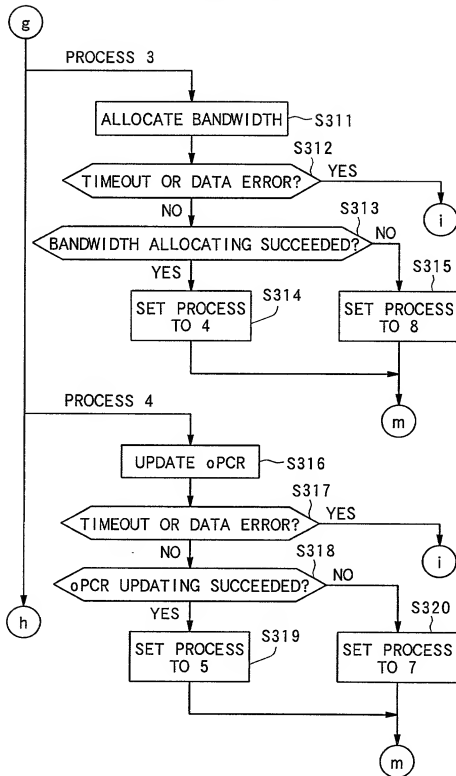 g
PROCESS 3
ALLOCATE BANDWIDTH
S311
S312
TIMEOUT OR DATA ERROR?
YES
NO
i
S313
BANDWIDTH ALLOCATING SUCCEEDED?
NO
YES
S314
S315
SET PROCESS
TO 4
SET PROCESS
TO 8
m
PROCESS 4
UPDATE oPCR
S316
S317
TIMEOUT OR DATA ERROR?
YES
NO
i
S318
oPCR UPDATING SUCCEEDED?
NO
YES
h
S319
S320
SET PROCESS
TO 5
SET PROCESS
TO 7
m